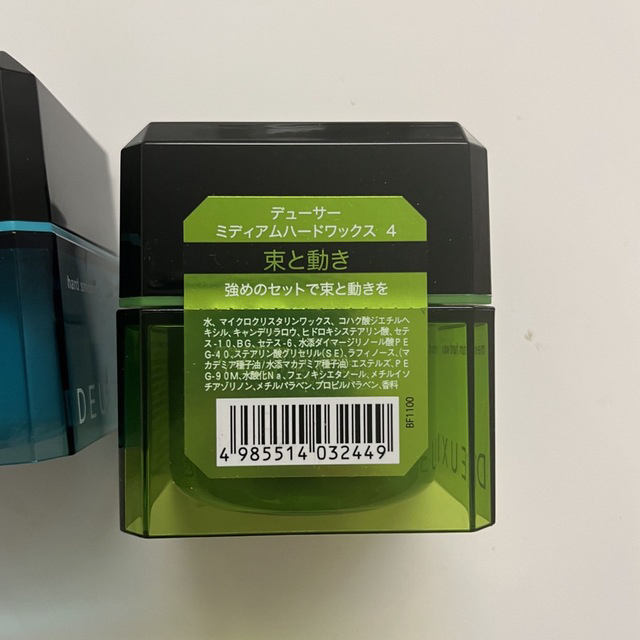 デューサー
ミディアムハードワックス 4
束と動き
強めのセットで束と動きを
水、マイクロクリスタリンワックス、コハク酸ジエチルヘ
キシル、キャンデリラロウ、ヒドロキシステアリン酸、セテ
ス-10、BG、セテス-6、水添ダイマージリノール酸PE
G-40、ステアリン酸グリセリル(SE)、ラフィノース、(マ
カデミア種子油/水添マカデミア種子油)エステルズ、PE
G-90M、水酸化Na、フェノキシエタノール、メチルイソ
チアゾリノン、メチルパラベン、プロピルパラベン、香料
BF1100
4 985514 032449
hard
DEU
DEUX